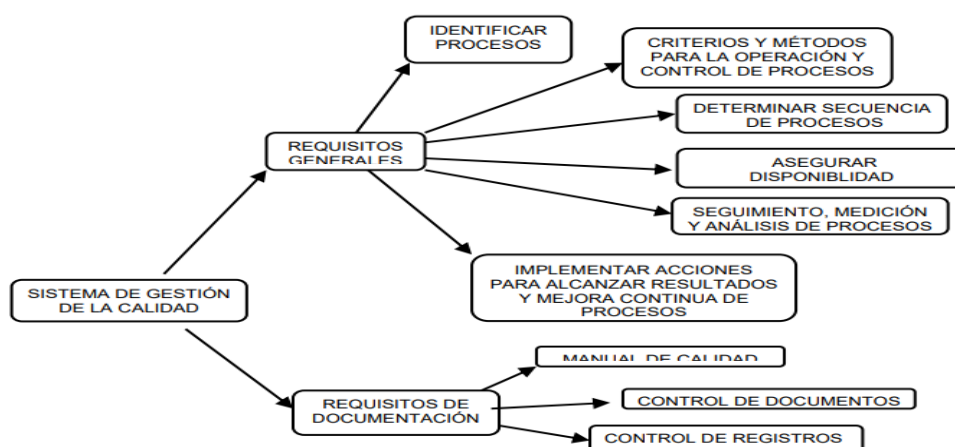 IDENTIFICAR
PROCESOS
CRITERIOS Y MÉTODOS
PARA LA OPERACIÓN Y
CONTROL DE PROCESOS
DETERMINAR SECUENCIA
DE PROCESOS
REQUISITOS
GENERALES
ASEGURAR
DISPONIBLIDAD
SEGUIMIENTO, MEDICIÓN
Y ANÁLISIS DE PROCESOS
IMPLEMENTAR ACCIONES
PARA ALCANZAR RESULTADOS
Y MEJORA CONTINUA DE
PROCESOS
SISTEMA DE GESTIÓN
DE LA CALIDAD
MANUAL DE CALIDAD
REQUISITOS DE
DOCUMENTACIÓN
CONTROL DE DOCUMENTOS
CONTROL DE REGISTROS